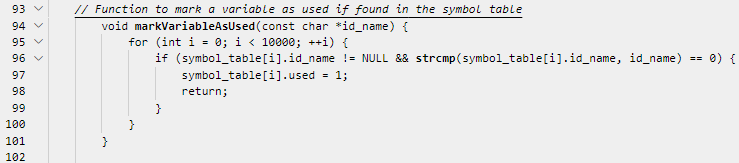 93 // Function to mark a variable as used if found in the symbol table
94 void markVariableAsUsed(const char *id_name) {
95 for (int i = 0; i < 10000; ++i) {
96 if (symbol_table[i].id_name != NULL && strcmp(symbol_table[i].id_name, id_name) == 0) {
97 symbol_table[i].used = 1;
98 return;
99 }
100 }
101 }
102